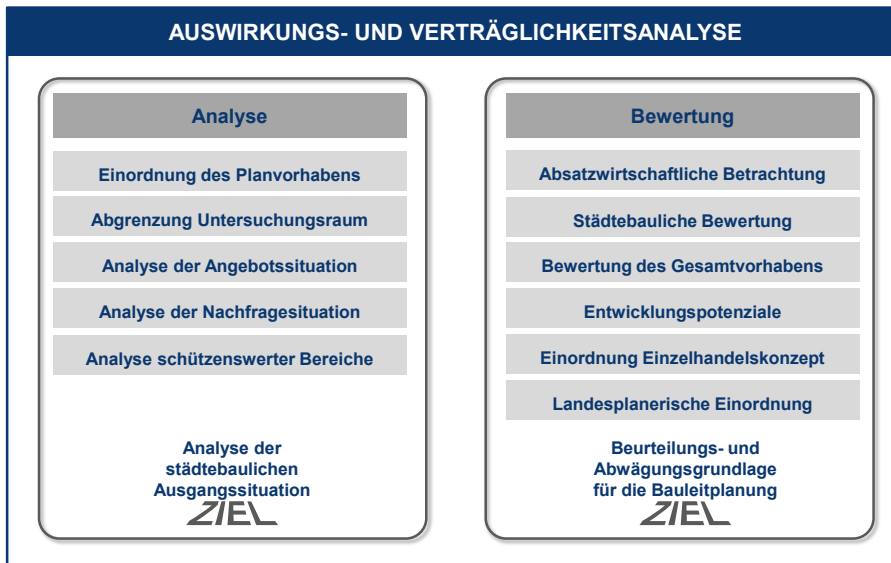 AUSWIRKUNGS- UND VERTRÄGLICHKEITSANALYSE
Analyse
Einordnung des Planvorhabens
Abgrenzung Untersuchungsraum
Analyse der Angebotssituation
Analyse der Nachfragesituation
Analyse schützenswerter Bereiche
Analyse der
städtebaulichen
Ausgangssituation
ZIEL
Bewertung
Absatzwirtschaftliche Betrachtung
Städtebauliche Bewertung
Bewertung des Gesamtvorhabens
Entwicklungspotenziale
Einordnung Einzelhandelskonzept
Landesplanerische Einordnung
Beurteilungs- und
Abwägungsgrundlage
für die Bauleitplanung
ZIEL